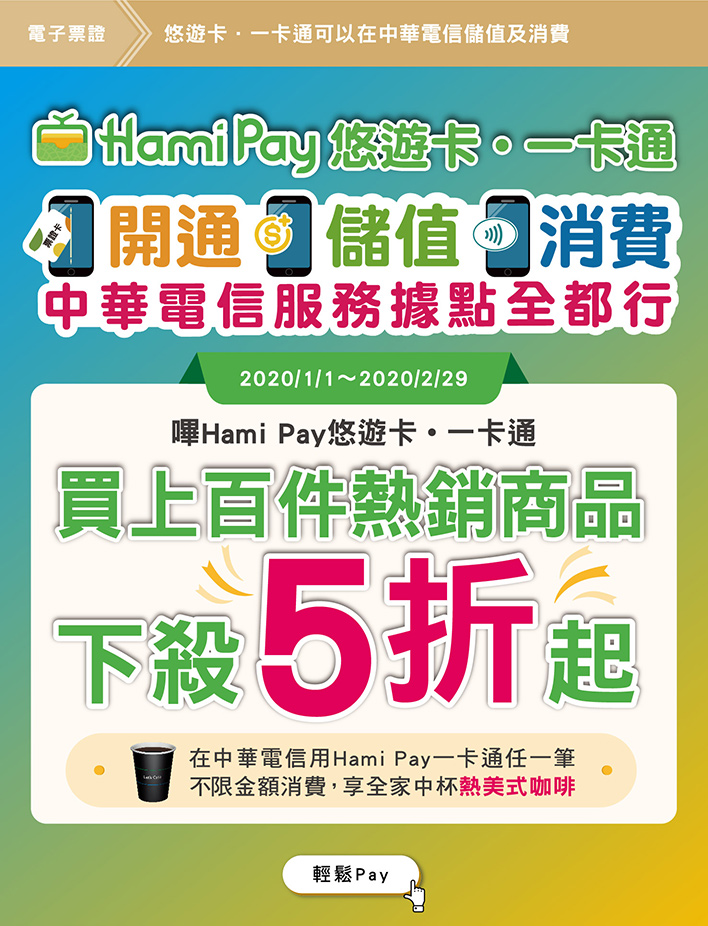 電子票證
悠遊卡·一卡通可以在中華電信儲值及消費
Hami Pay 悠遊卡·一卡通
票證卡
開通 儲值 消費
中華電信服務據點全都行
2020/1/1～2020/2/29
嗶Hami Pay悠遊卡·一卡通
買上百件熱銷商品
下殺5折起
在中華電信用Hami Pay一卡通任一筆
不限金額消費，享全家中杯熱美式咖啡
Let's Café
輕鬆Pay